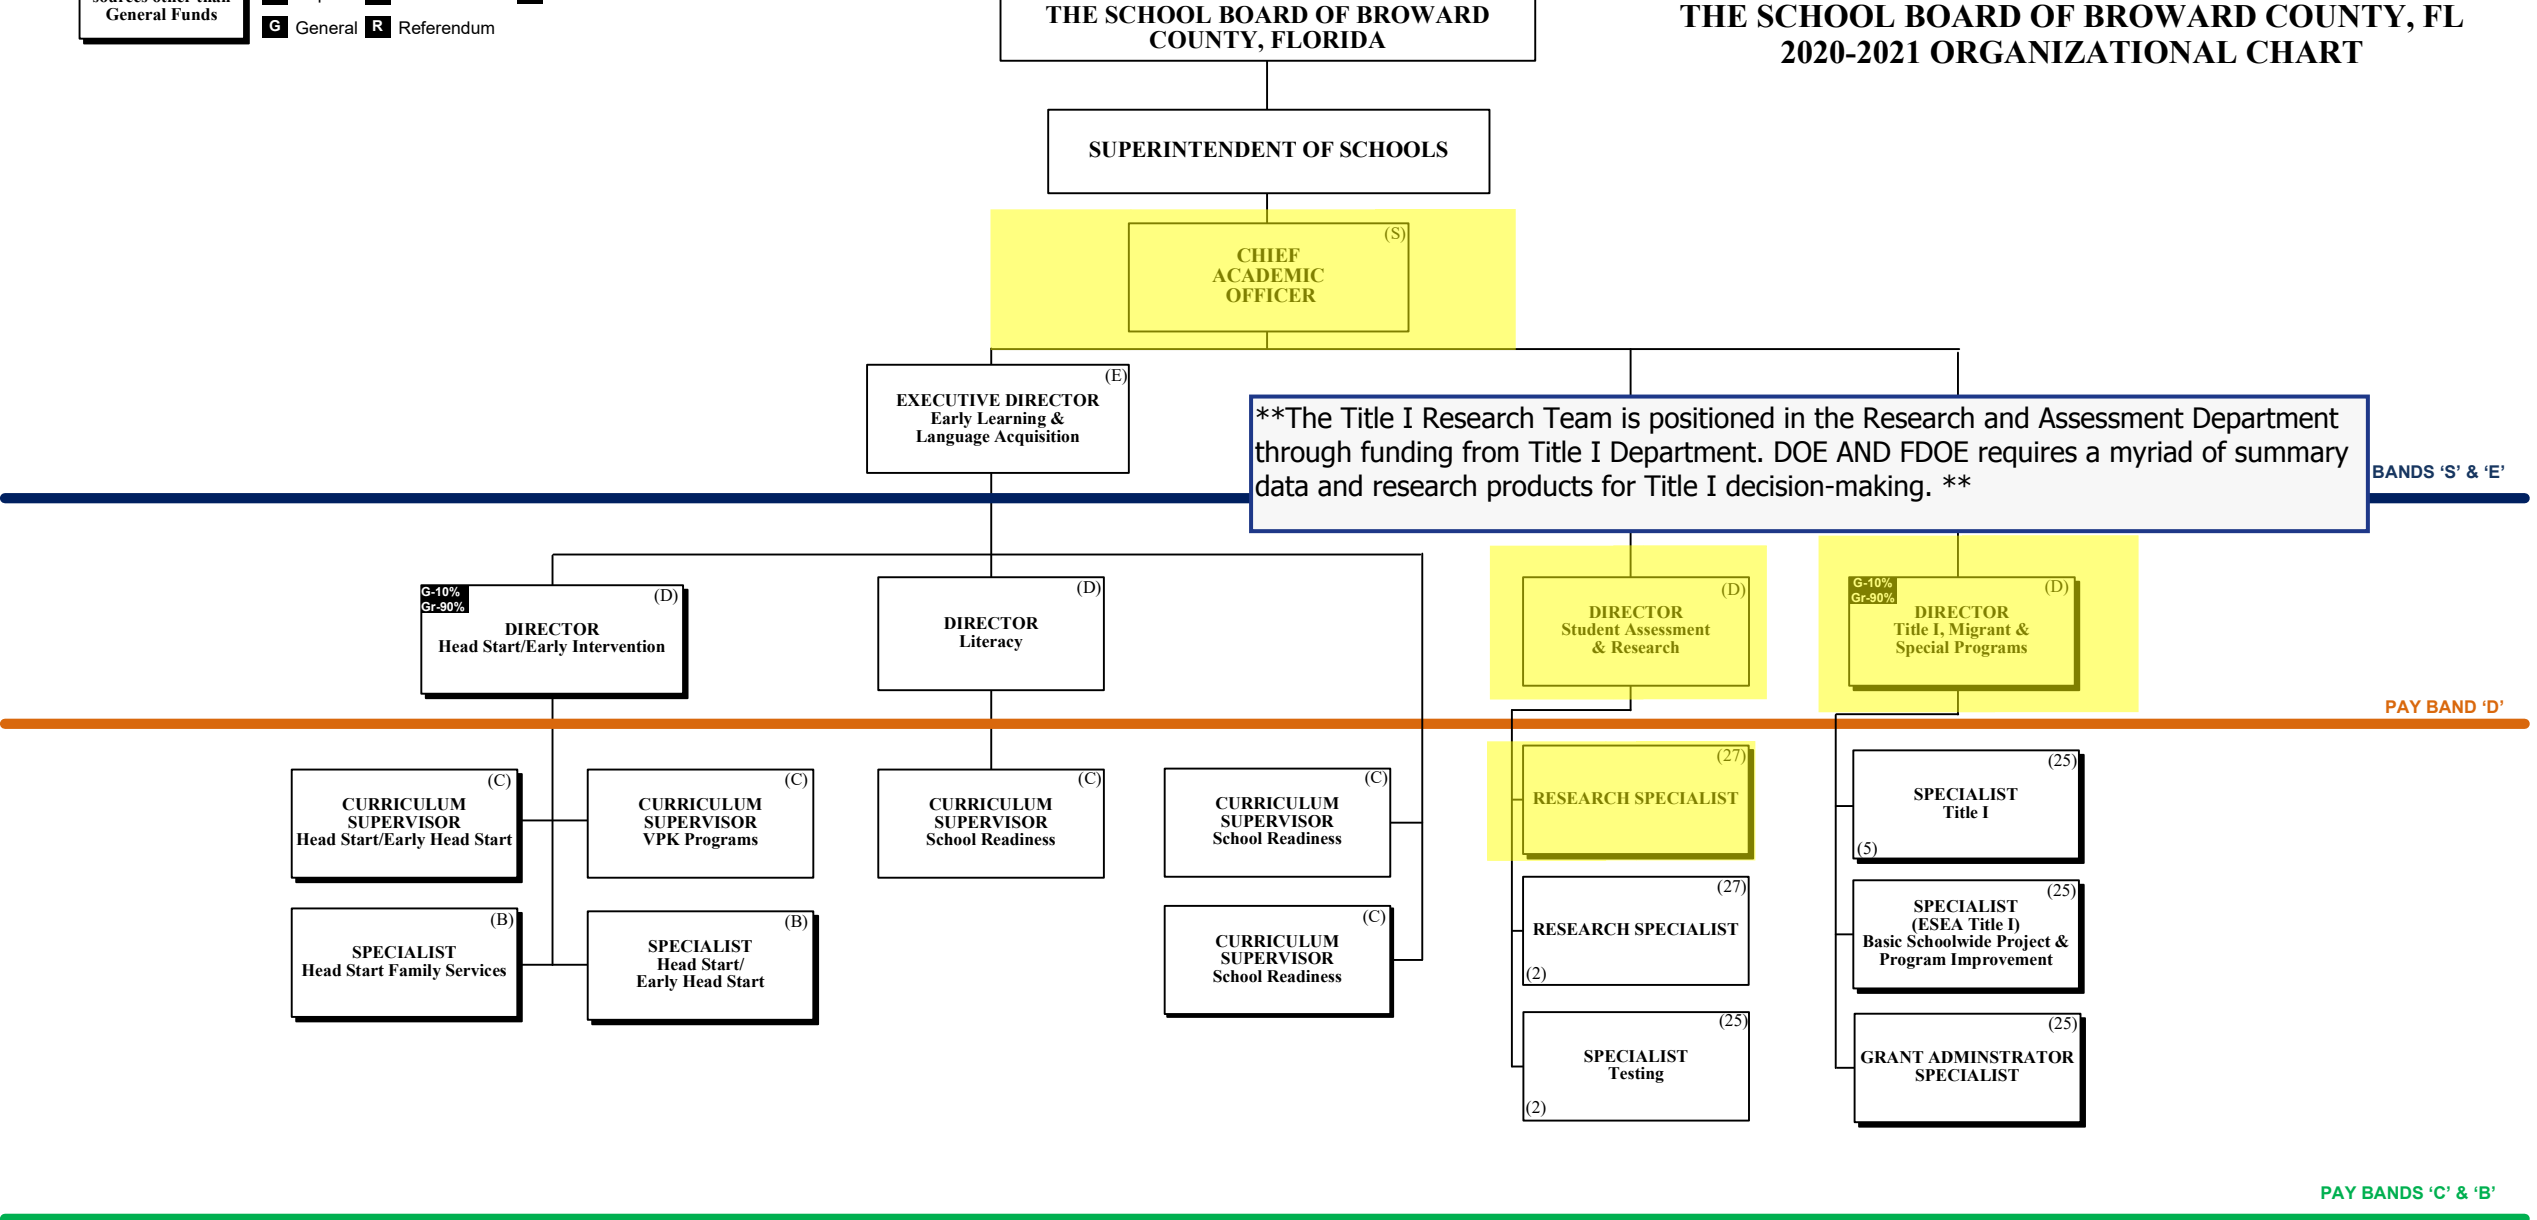 General Funds
G General R Referendum
THE SCHOOL BOARD OF BROWARD
COUNTY, FLORIDA
THE SCHOOL BOARD OF BROWARD COUNTY, FL
2020-2021 ORGANIZATIONAL CHART
SUPERINTENDENT OF SCHOOLS
(S)
CHIEF
ACADEMIC
OFFICER
(E)
EXECUTIVE DIRECTOR
Early Learning &
Language Acquisition
**The Title I Research Team is positioned in the Research and Assessment Department
through funding from Title I Department. DOE AND FDOE requires a myriad of summary
data and research products for Title I decision-making. **
BANDS ‘S’ & ‘E’
G-10%
Gr-90%
(D)
DIRECTOR
Head Start/Early Intervention
(D)
DIRECTOR
Literacy
(D)
DIRECTOR
Student Assessment
& Research
G-10%
Gr-90%
(D)
DIRECTOR
Title I, Migrant &
Special Programs
PAY BAND ‘D’
(C)
CURRICULUM
SUPERVISOR
Head Start/Early Head Start
(C)
CURRICULUM
SUPERVISOR
VPK Programs
(C)
CURRICULUM
SUPERVISOR
School Readiness
(C)
CURRICULUM
SUPERVISOR
School Readiness
(27)
RESEARCH SPECIALIST
(25)
SPECIALIST
Title I
(5)
(B)
SPECIALIST
Head Start Family Services
(B)
SPECIALIST
Head Start/
Early Head Start
(C)
CURRICULUM
SUPERVISOR
School Readiness
(27)
RESEARCH SPECIALIST
(2)
(25)
SPECIALIST
(ESEA Title I)
Basic Schoolwide Project &
Program Improvement
(25)
SPECIALIST
Testing
(2)
(25)
GRANT ADMINSTRATOR
SPECIALIST
PAY BANDS ‘C’ & ‘B’